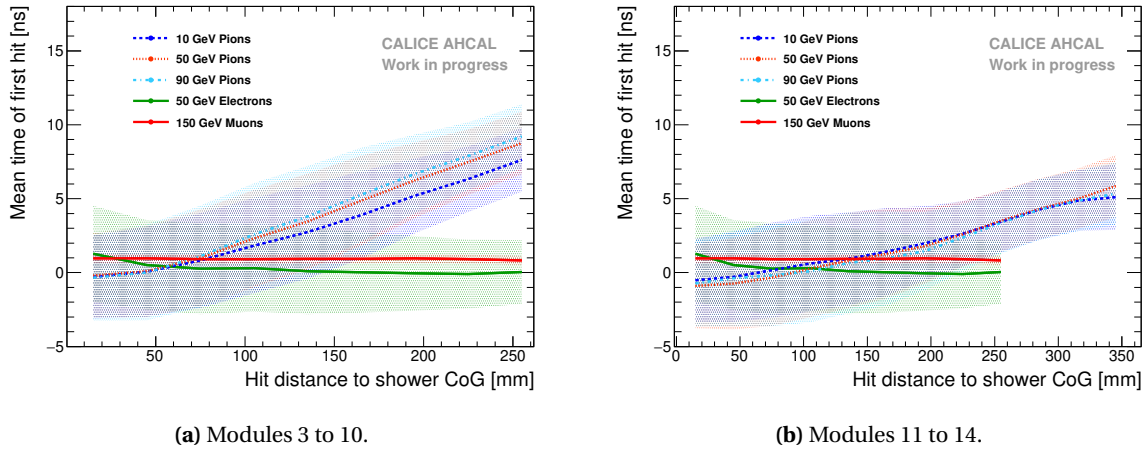 Mean time of first hit [ns]
15
10
5
0
−5
10 GeV Pions
50 GeV Pions
90 GeV Pions
50 GeV Electrons
150 GeV Muons
CALICE AHCAL
Work in progress
50 100 150 200 250
Hit distance to shower CoG [mm]
(a) Modules 3 to 10.
Mean time of first hit [ns]
15
10
5
0
−5
10 GeV Pions
50 GeV Pions
90 GeV Pions
50 GeV Electrons
150 GeV Muons
CALICE AHCAL
Work in progress
0 50 100 150 200 250 300 350
Hit distance to shower CoG [mm]
(b) Modules 11 to 14.